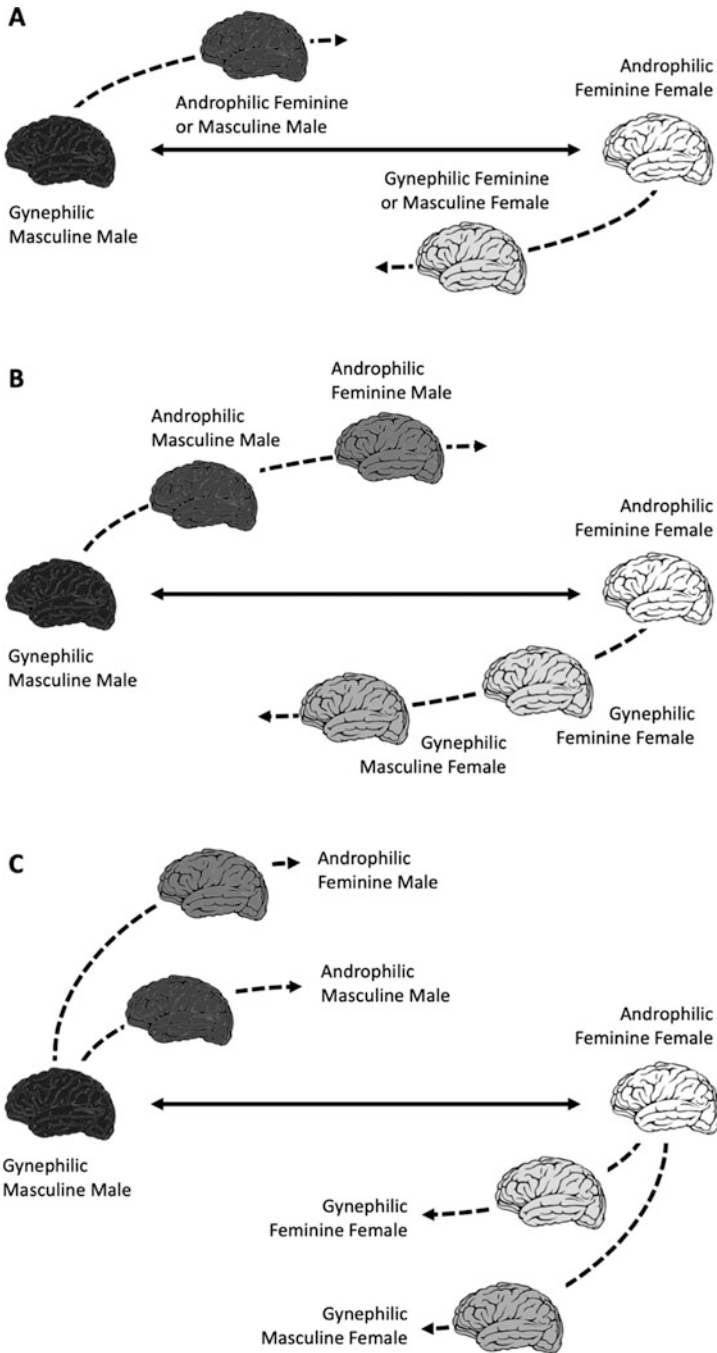 A
Androphilic Feminine
or Masculine Male
Androphilic
Feminine Female
Gynephilic
Masculine Male
Gynephilic Feminine
or Masculine Female
B
Androphilic
Feminine Male
Androphilic
Masculine Male
Androphilic
Feminine Female
Gynephilic
Masculine Male
Gynephilic
Feminine Female
Gynephilic
Masculine Female
C
Androphilic
Feminine Male
Androphilic
Masculine Male
Androphilic
Feminine Female
Gynephilic
Masculine Male
Gynephilic
Feminine Female
Gynephilic
Masculine Female